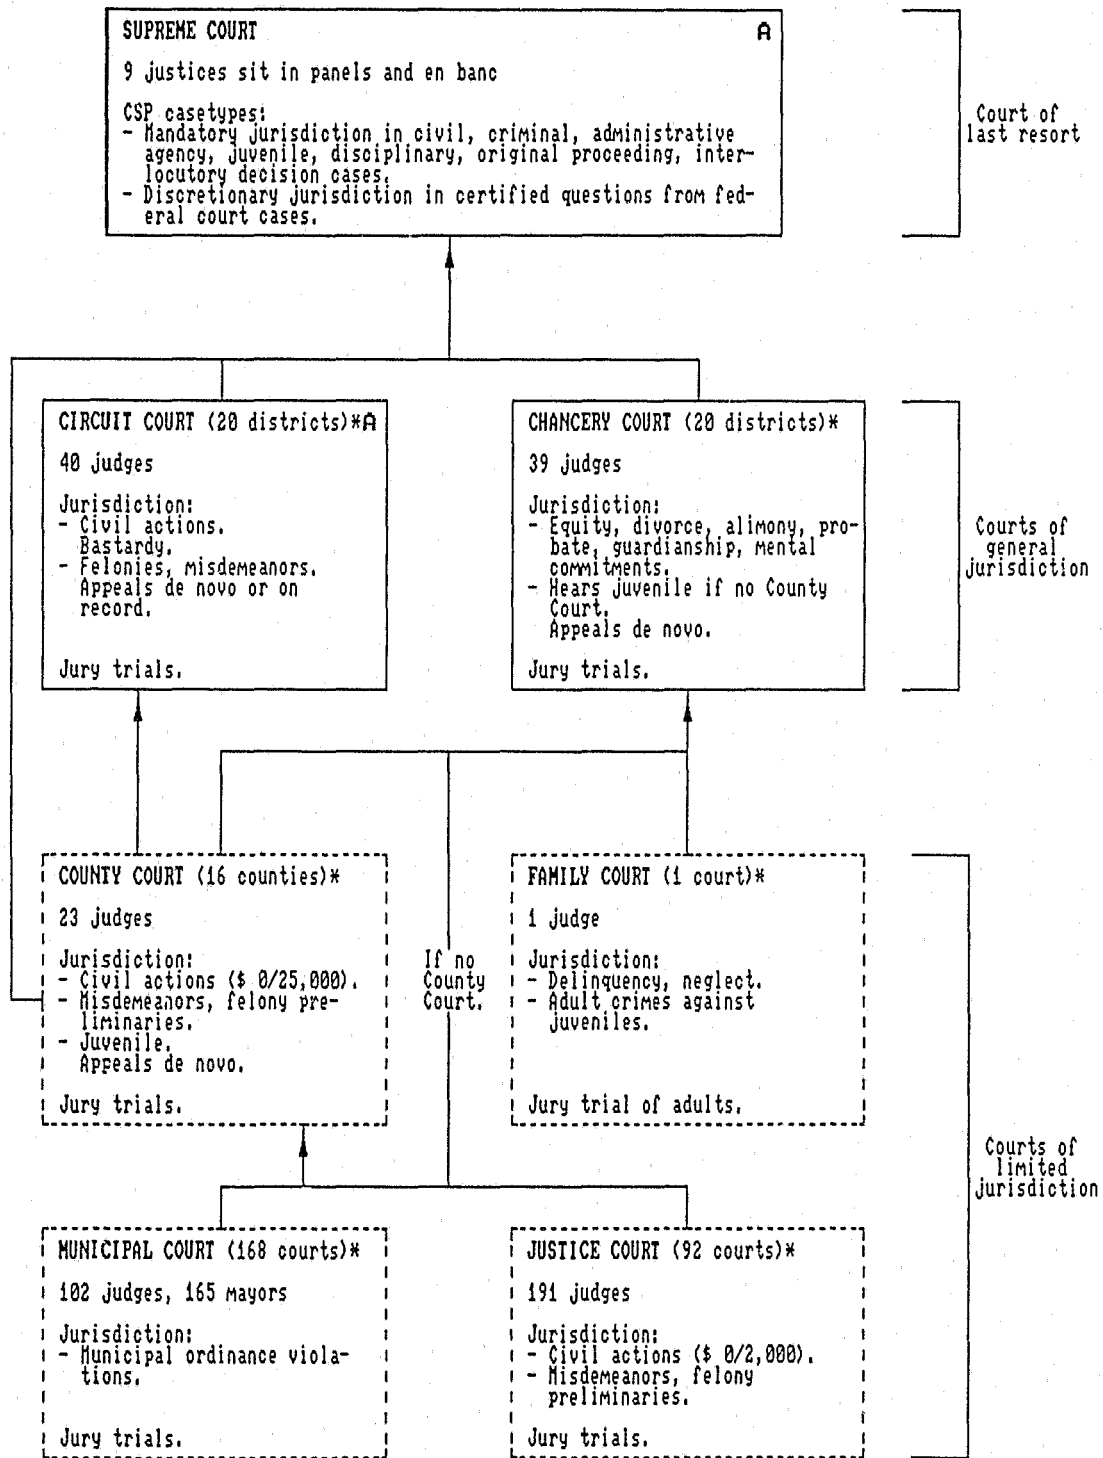 SUPREME COURT A
9 justices sit in panels and en banc
CSP casetypes:
- Mandatory jurisdiction in civil, criminal, administrative
agency, juvenile, disciplinary, original proceeding, inter-
locutory decision cases.
- Discretionary jurisdiction in certified questions from fed-
eral court cases.
Court of
last resort
CIRCUIT COURT (20 districts)*A
40 judges
Jurisdiction:
- Civil actions.
Bastardy.
- Felonies, misdemeanors.
Appeals de novo or on
record.
Jury trials.
CHANCERY COURT (20 districts)*
39 judges
Jurisdiction:
- Equity, divorce, alimony, pro-
bate, guardianship, mental
commitments.
- Hears juvenile if no County
Court.
Appeals de novo.
Jury trials.
Courts of
general
jurisdiction
COUNTY COURT (16 counties)*
23 judges
Jurisdiction:
- Civil actions ($ 0/25,000).
- Misdemeanors, felony pre-
liminaries.
- Juvenile.
Appeals de novo.
Jury trials.
If no
County
Court.
FAMILY COURT (1 court)*
1 judge
Jurisdiction:
- Delinquency, neglect.
- Adult crimes against
juveniles.
Jury trial of adults.
Courts of
limited
jurisdiction
MUNICIPAL COURT (168 courts)*
102 judges, 165 mayors
Jurisdiction:
- Municipal ordinance viola-
tions.
Jury trials.
JUSTICE COURT (92 courts)*
191 judges
Jurisdiction:
- Civil actions ($ 0/2,000).
- Misdemeanors, felony
preliminaries.
Jury trials.